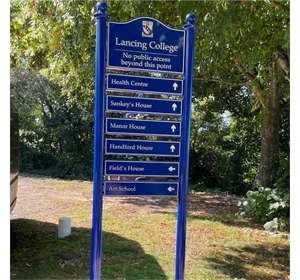 Lancing College
No public access
beyond this point
Health Centre
Sankey's House
Manor House
Handford House
Field's House
Art School